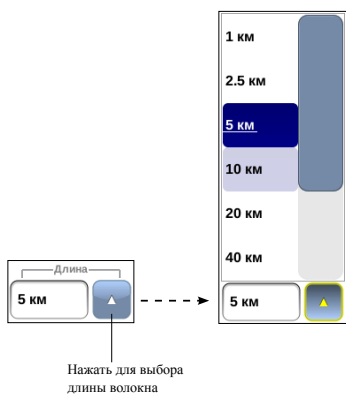 1 км
2.5 км
5 км
10 км
20 км
40 км
5 км
Длина
5 км
Нажать для выбора
длины волокна